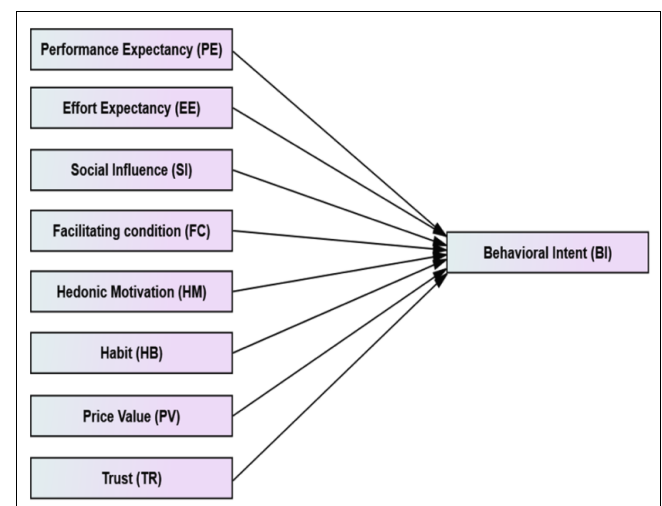 Performance Expectancy (PE)
Effort Expectancy (EE)
Social Influence (SI)
Facilitating condition (FC)
Hedonic Motivation (HM)
Habit (HB)
Price Value (PV)
Trust (TR)
Behavioral Intent (BI)